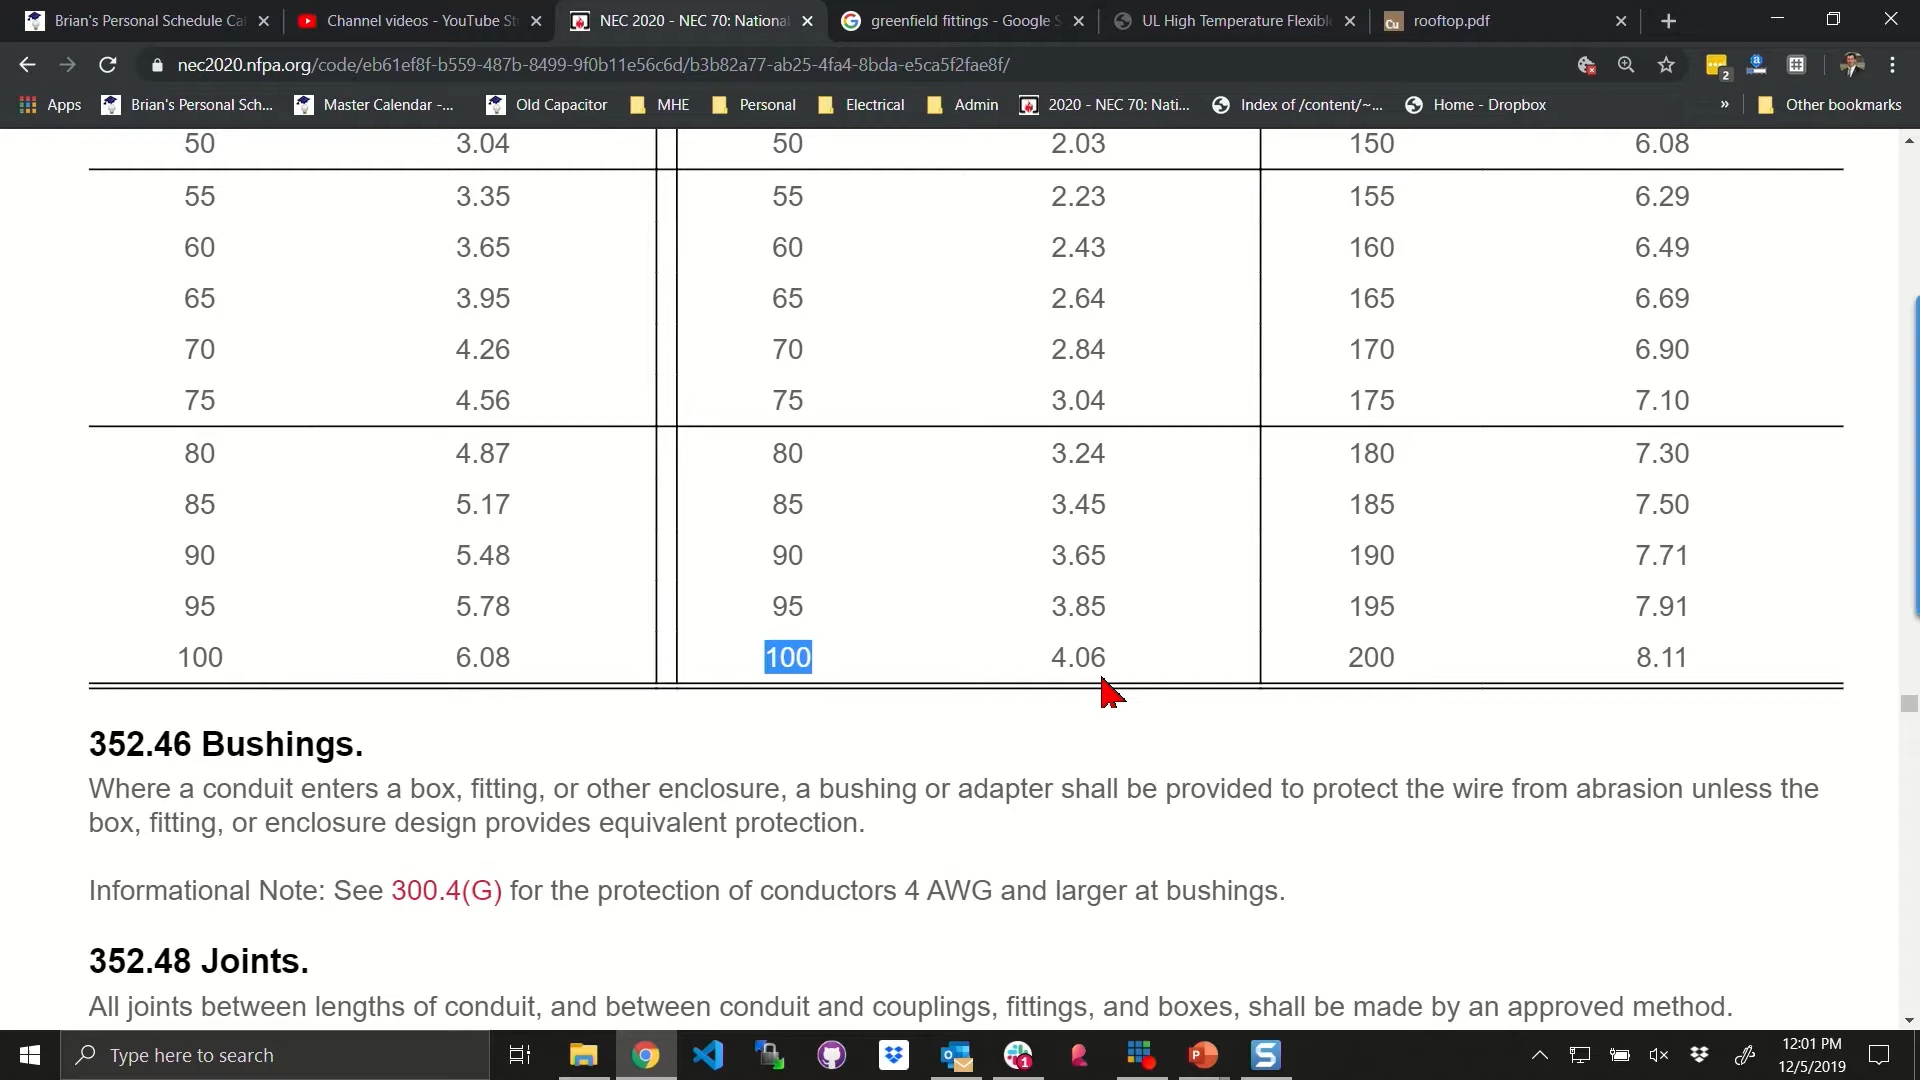 Brian's Personal Schedule Ca
Channel videos - YouTube St
NEC 2020 - NEC 70: National
greenfield fittings - Google S
UL High Temperature Flexibl
Cu rooftop.pdf
nec2020.nfpa.org/code/eb61ef8f-b559-487b-8499-9f0b11e56c6d/b3b82a77-ab25-4fa4-8bda-e5ca5f2fae8f/
2
Apps Brian's Personal Sch... Master Calendar -... Old Capacitor MHE Personal Electrical Admin 2020 - NEC 70: Nati... Index of /content/~... Home - Dropbox » Other bookmarks
50 3.04 50 2.03 150 6.08
55 3.35 55 2.23 155 6.29
60 3.65 60 2.43 160 6.49
65 3.95 65 2.64 165 6.69
70 4.26 70 2.84 170 6.90
75 4.56 75 3.04 175 7.10
80 4.87 80 3.24 180 7.30
85 5.17 85 3.45 185 7.50
90 5.48 90 3.65 190 7.71
95 5.78 95 3.85 195 7.91
100 6.08 100 4.06 200 8.11
352.46 Bushings.
Where a conduit enters a box, fitting, or other enclosure, a bushing or adapter shall be provided to protect the wire from abrasion unless the
box, fitting, or enclosure design provides equivalent protection.
Informational Note: See 300.4(G) for the protection of conductors 4 AWG and larger at bushings.
352.48 Joints.
All joints between lengths of conduit, and between conduit and couplings, fittings, and boxes, shall be made by an approved method.
Type here to search
1
12:01 PM
12/5/2019